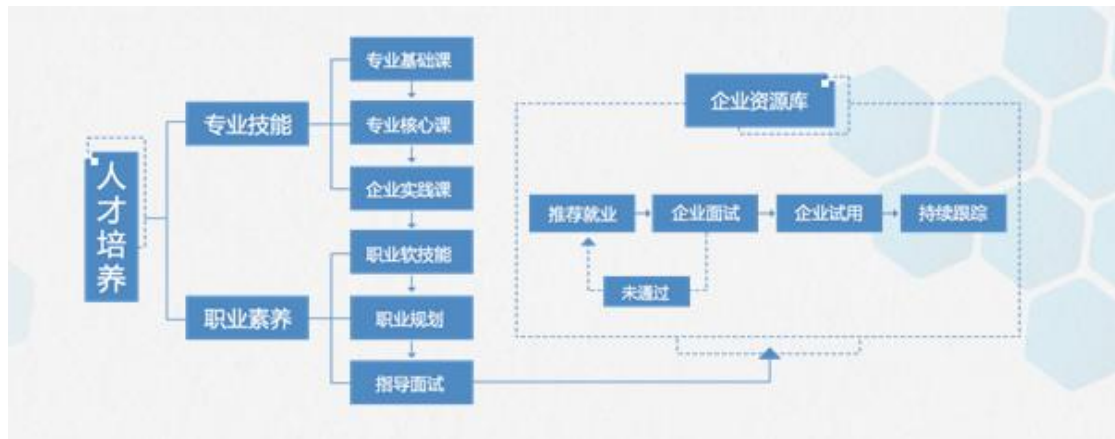 人才培养
专业技能
职业素养
专业基础课
专业核心课
企业实践课
职业软技能
职业规划
指导面试
企业资源库
推荐就业
企业面试
企业试用
持续跟踪
未通过